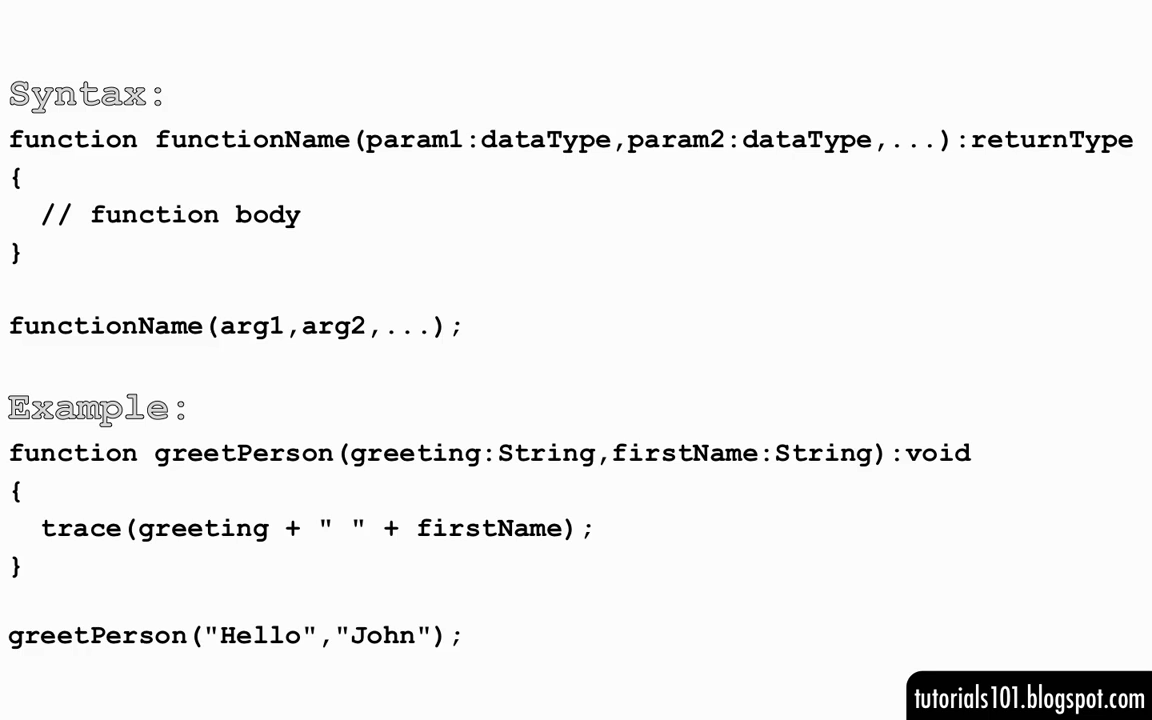 Syntax:
function functionName(param1:dataType,param2:dataType,...):returnType
{
  // function body
}
functionName(arg1,arg2,...);
Example:
function greetPerson(greeting:String,firstName:String):void
{
  trace(greeting + " " + firstName);
}
greetPerson("Hello","John");
tutorials101.blogspot.com